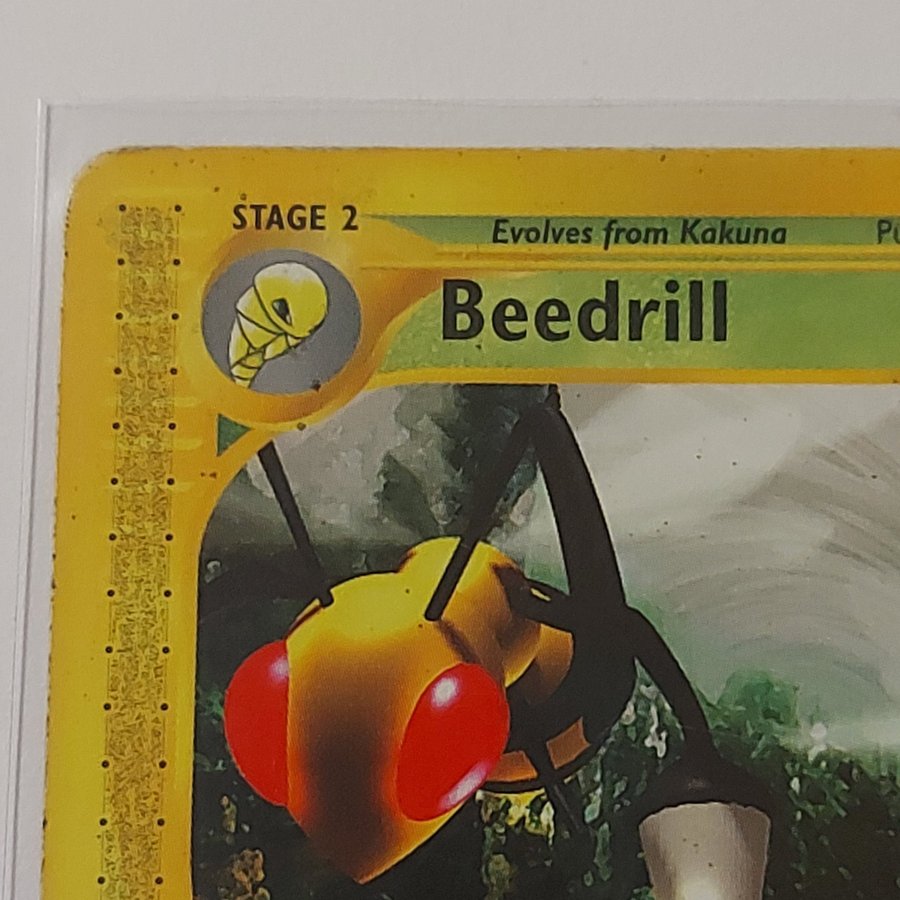 STAGE 2
Evolves from Kakuna
Beedrill